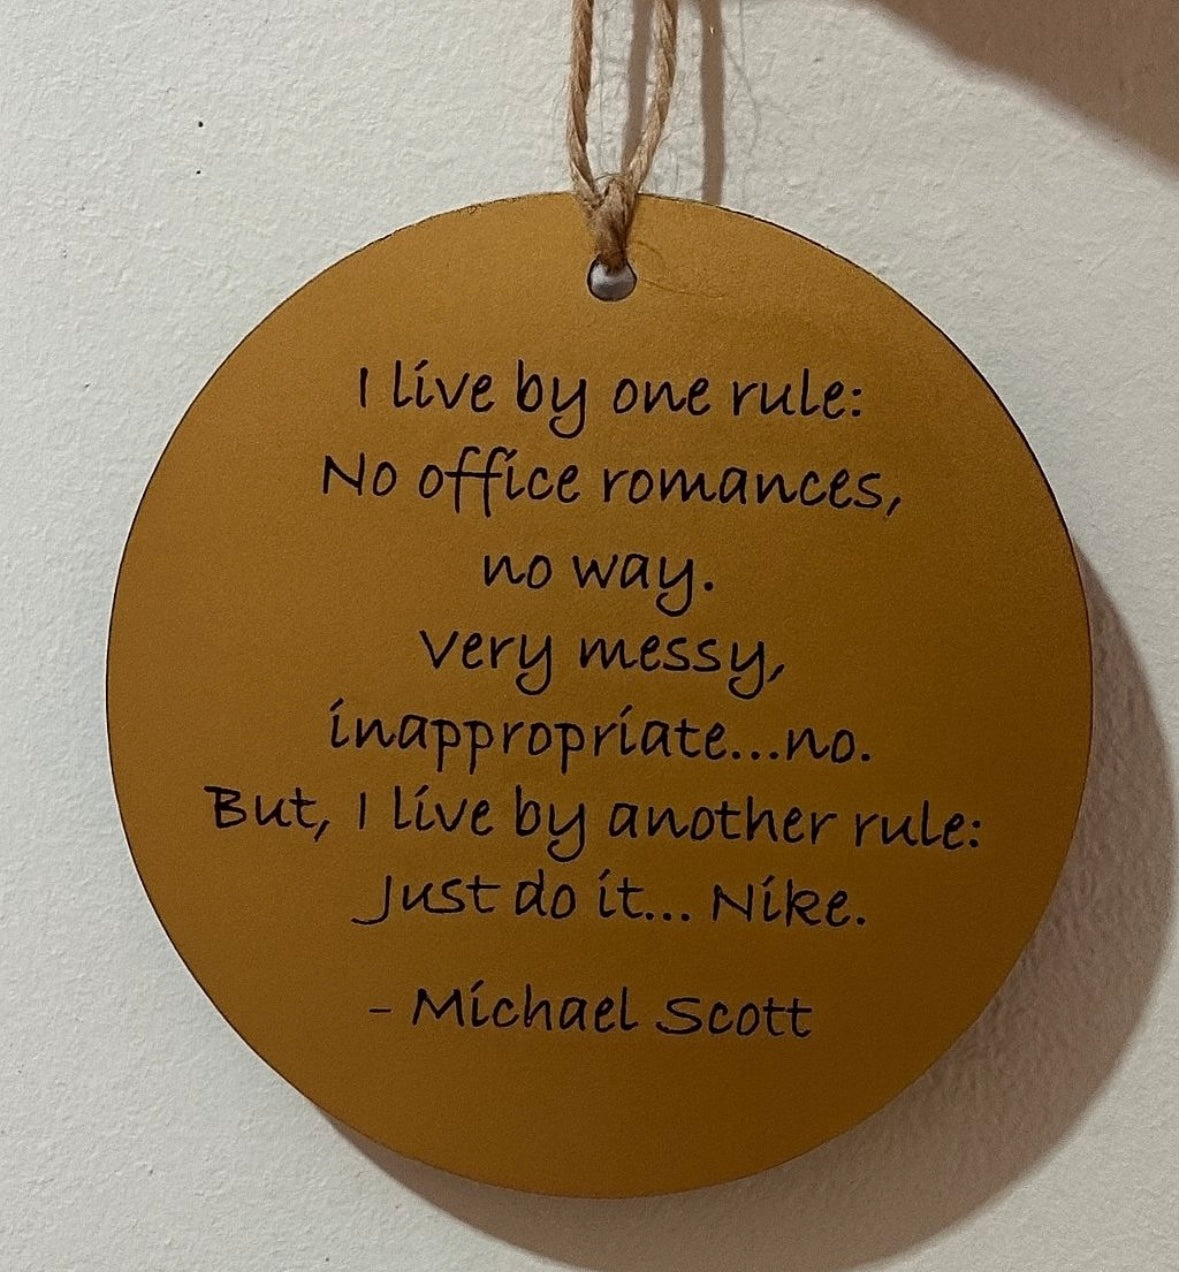 I live by one rule:
No office romances,
no way.
Very messy,
inappropriate...no.
But, I live by another rule:
Just do it... Nike.
- Michael Scott